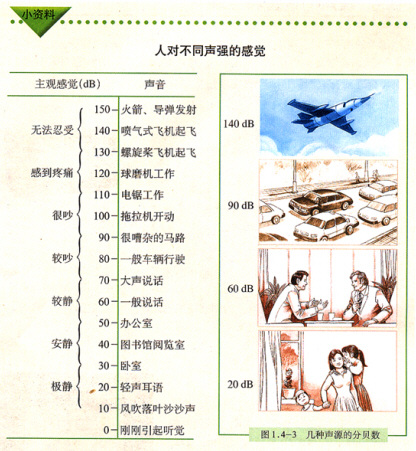 小资料
人对不同声强的感觉
主观感觉(dB) 声音
150 火箭、导弹发射
无法忍受 140 喷气式飞机起飞
130 螺旋桨飞机起飞
感到疼痛 120 球磨机工作
110 电锯工作
很吵 100 拖拉机开动
90 很嘈杂的马路
较吵 80 一般车辆行驶
70 大声说话
较静 60 一般说话
50 办公室
安静 40 图书馆阅览室
30 卧室
极静 20 轻声耳语
10 风吹落叶沙沙声
0 刚刚引起听觉
140 dB
90 dB
60 dB
20 dB
图1.4-3 几种声源的分贝数